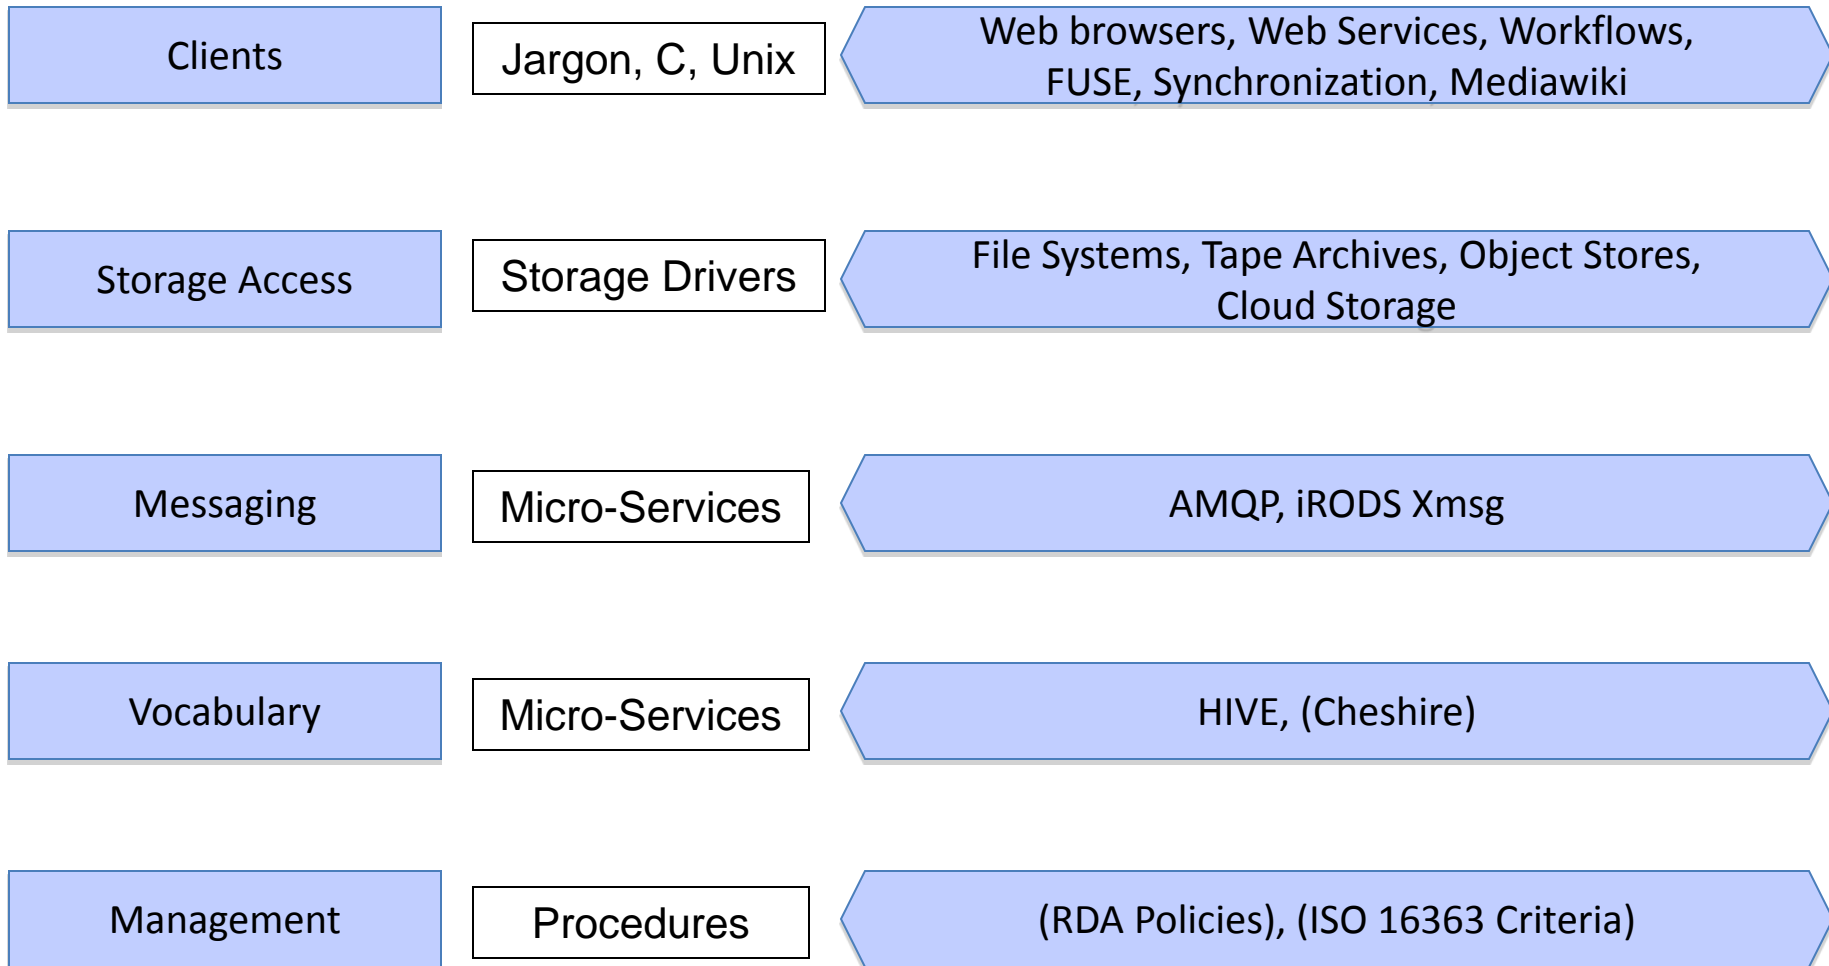 Clients
Jargon, C, Unix
Web browsers, Web Services, Workflows,
FUSE, Synchronization, Mediawiki
Storage Access
Storage Drivers
File Systems, Tape Archives, Object Stores,
Cloud Storage
Messaging
Micro-Services
AMQP, iRODS Xmsg
Vocabulary
Micro-Services
HIVE, (Cheshire)
Management
Procedures
(RDA Policies), (ISO 16363 Criteria)